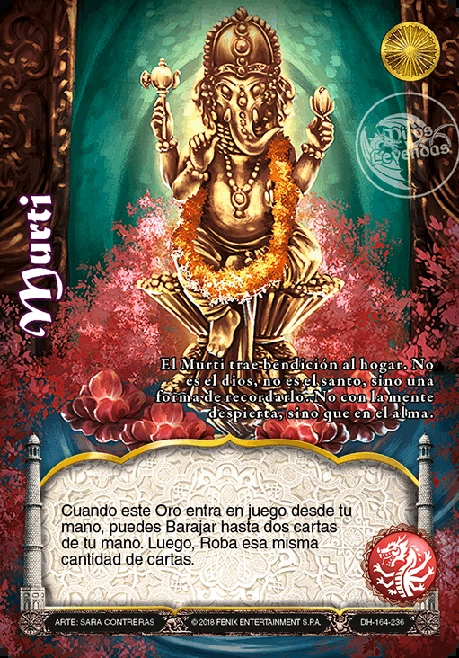 Mitos y Leyendas
Murti
El Murti trae bendición al hogar. No
es el dios, no es el santo, sino una
forma de recordarlo. No con la mente
despierta, sino que en el alma.
Cuando este Oro entra en juego desde tu
mano, puedes Barajar hasta dos cartas
de tu mano. Luego, Roba esa misma
cantidad de cartas.
ARTE: SARA CONTRERAS
© 2018 FENIX ENTERTAINMENT S.P.A.
DH-164-236